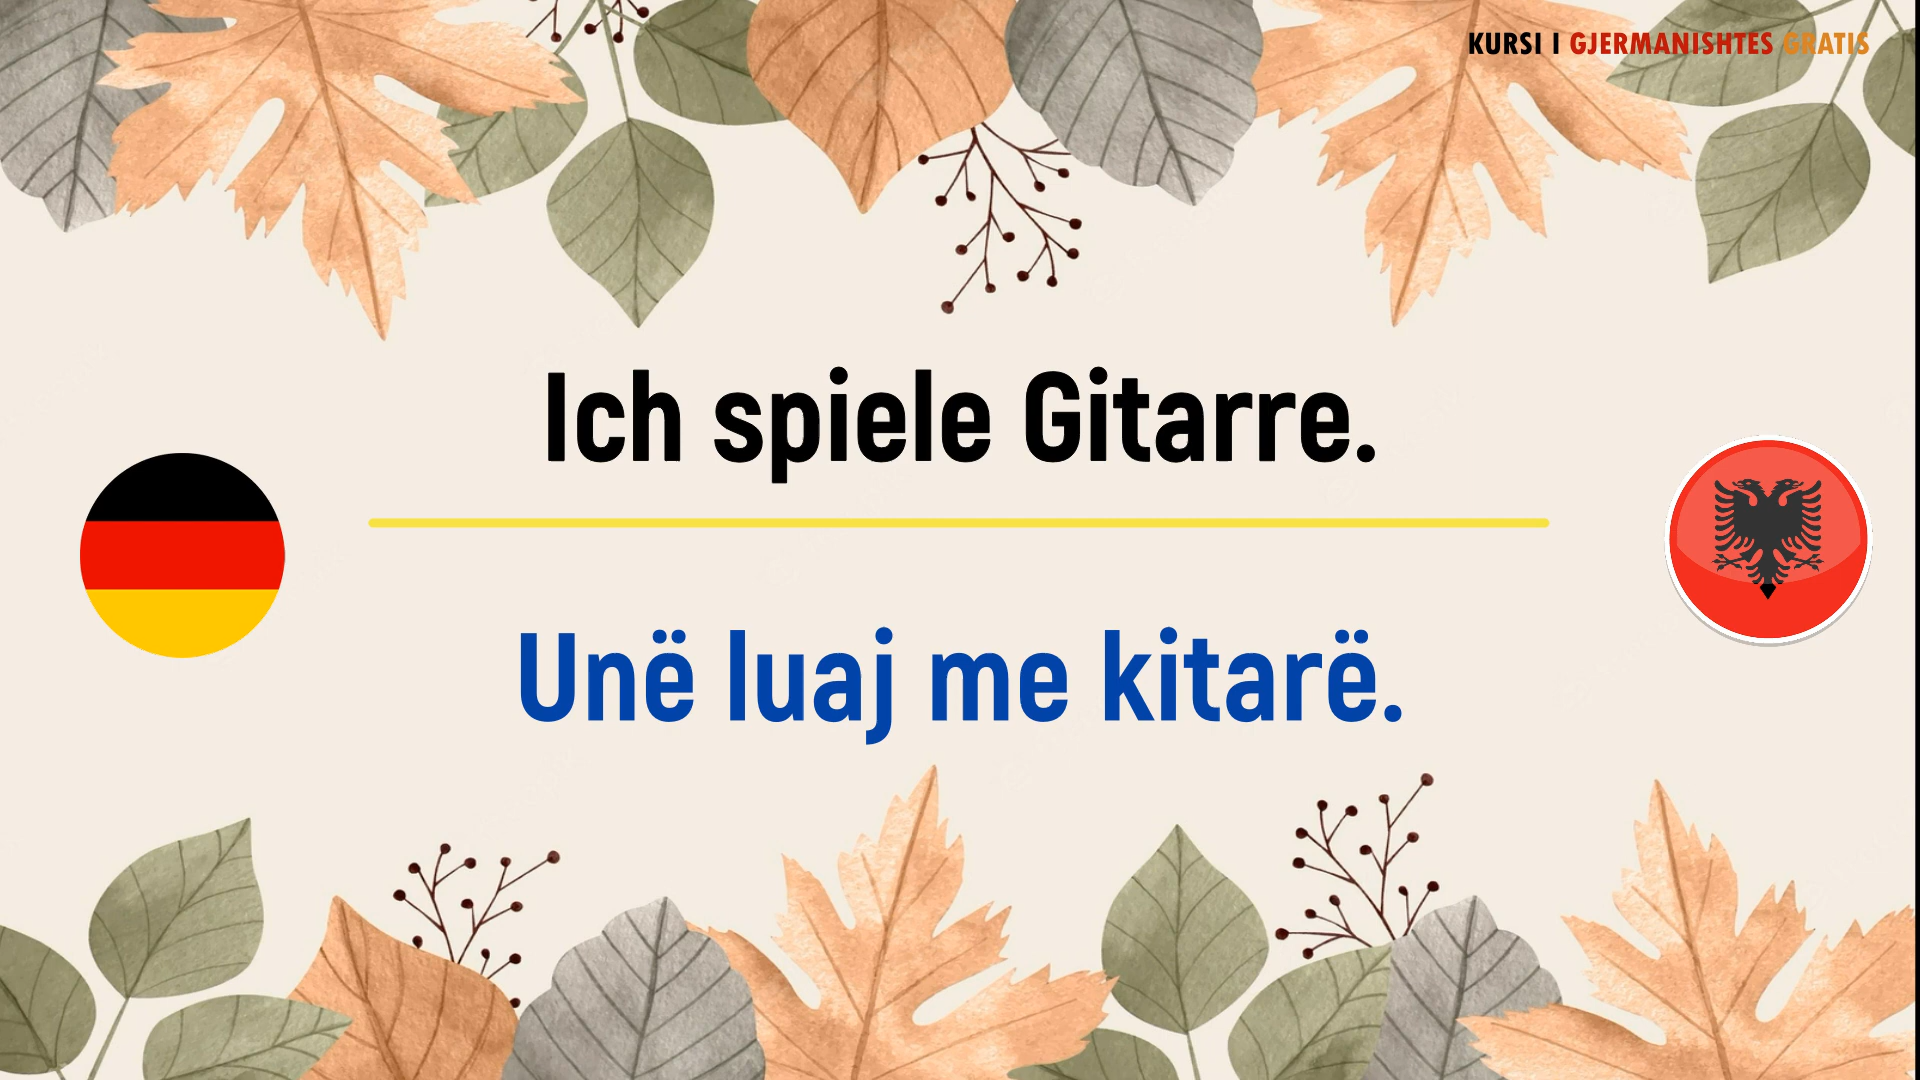 KURSI I GJERMANISHTES GRATIS
Ich spiele Gitarre.
Unë luaj me kitarë.